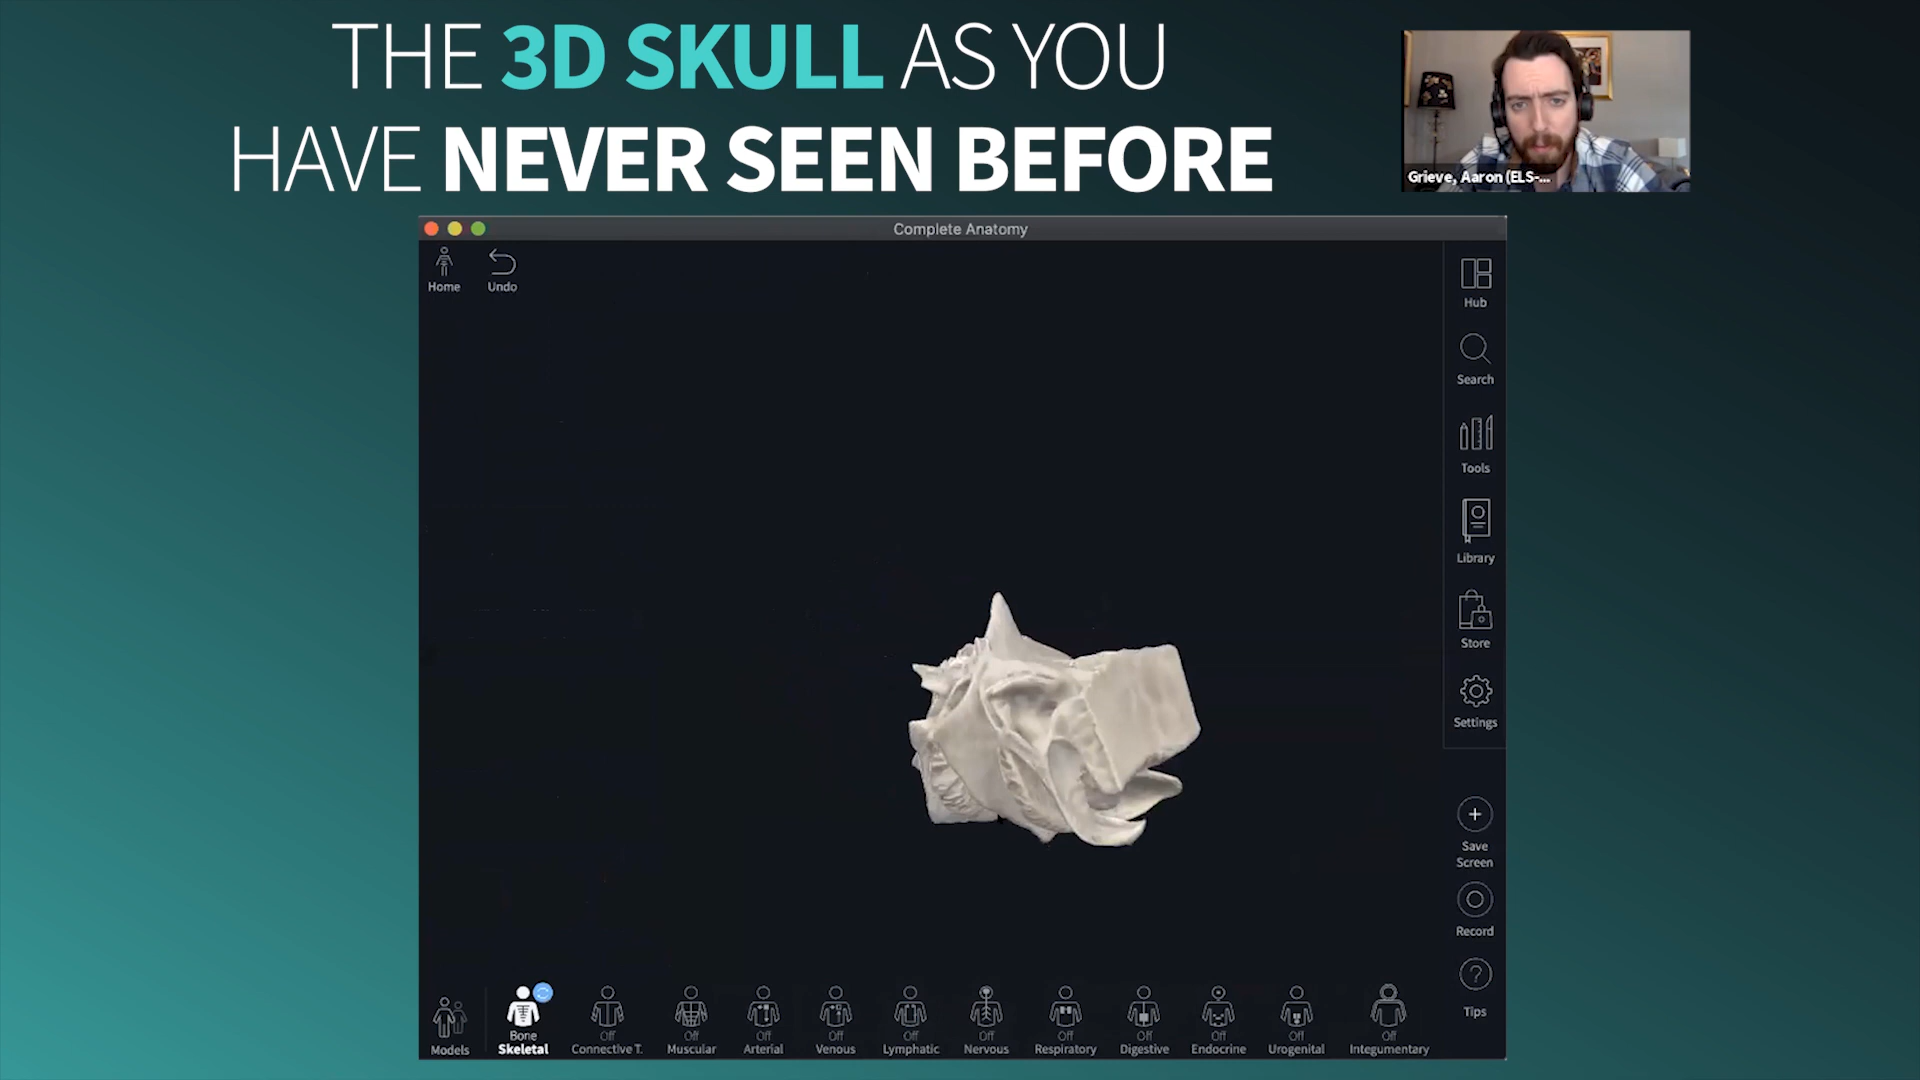 THE 3D SKULL AS YOU
HAVE NEVER SEEN BEFORE
Grieve, Aaron (ELS-...
Complete Anatomy
Home
Undo
Hub
Search
Tools
Library
Store
Settings
Save
Screen
Record
Tips
Models
Bone
Skeletal
Off
Connective T.
Off
Muscular
Off
Arterial
Off
Venous
Off
Lymphatic
Off
Nervous
Off
Respiratory
Off
Digestive
Off
Endocrine
Off
Urogenital
Off
Integumentary